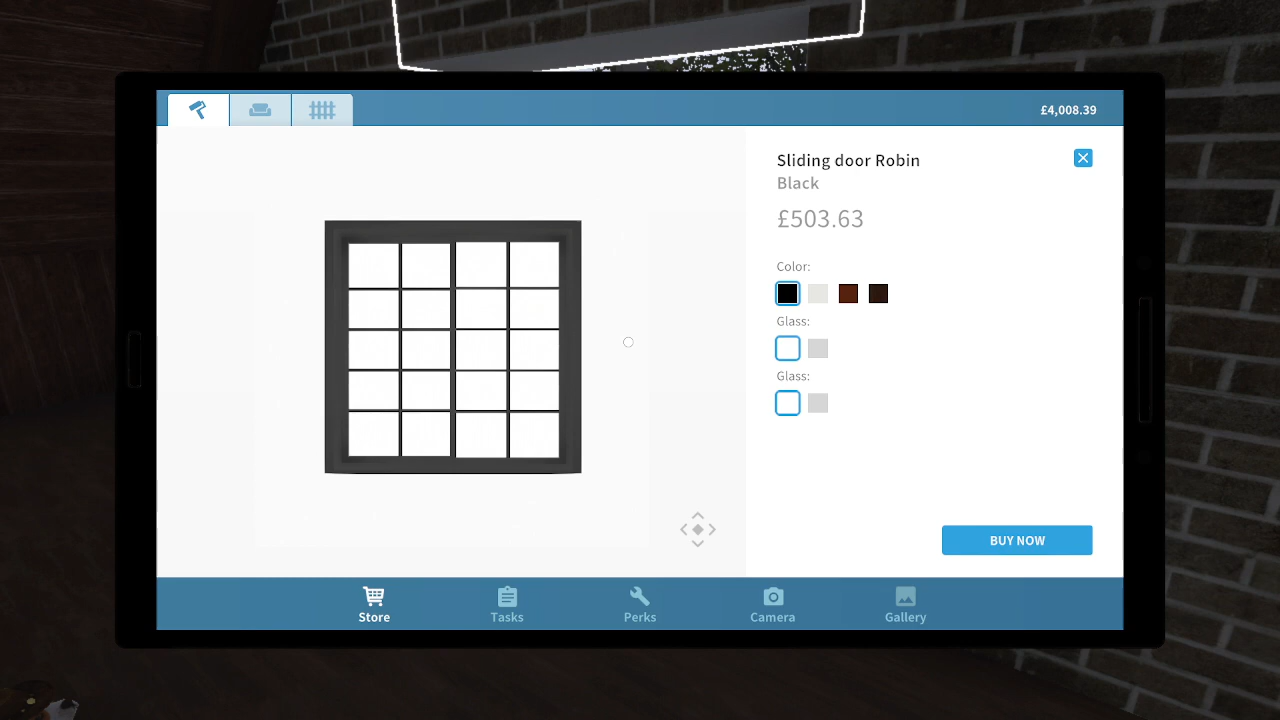 £4,008.39
Sliding door Robin
Black
£503.63
Color:
Glass:
Glass:
BUY NOW
Store
Tasks
Perks
Camera
Gallery